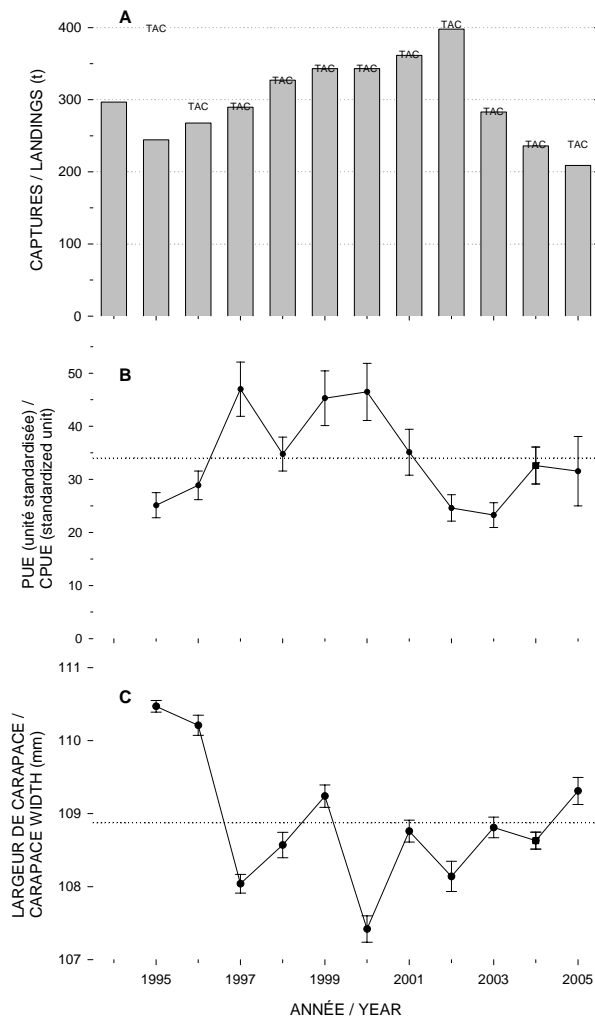 A
400
300
200
100
0
CAPTURES / LANDINGS (t)
TAC
TAC
TAC
TAC
TAC
TAC
TAC
TAC
TAC
TAC
TAC
B
50
40
30
20
10
0
PUE (unité standardisée) /
CPUE (standardized unit)
C
111
110
109
108
107
LARGEUR DE CARAPACE /
CARAPACE WIDTH (mm)
1995 1997 1999 2001 2003 2005
ANNÉE / YEAR